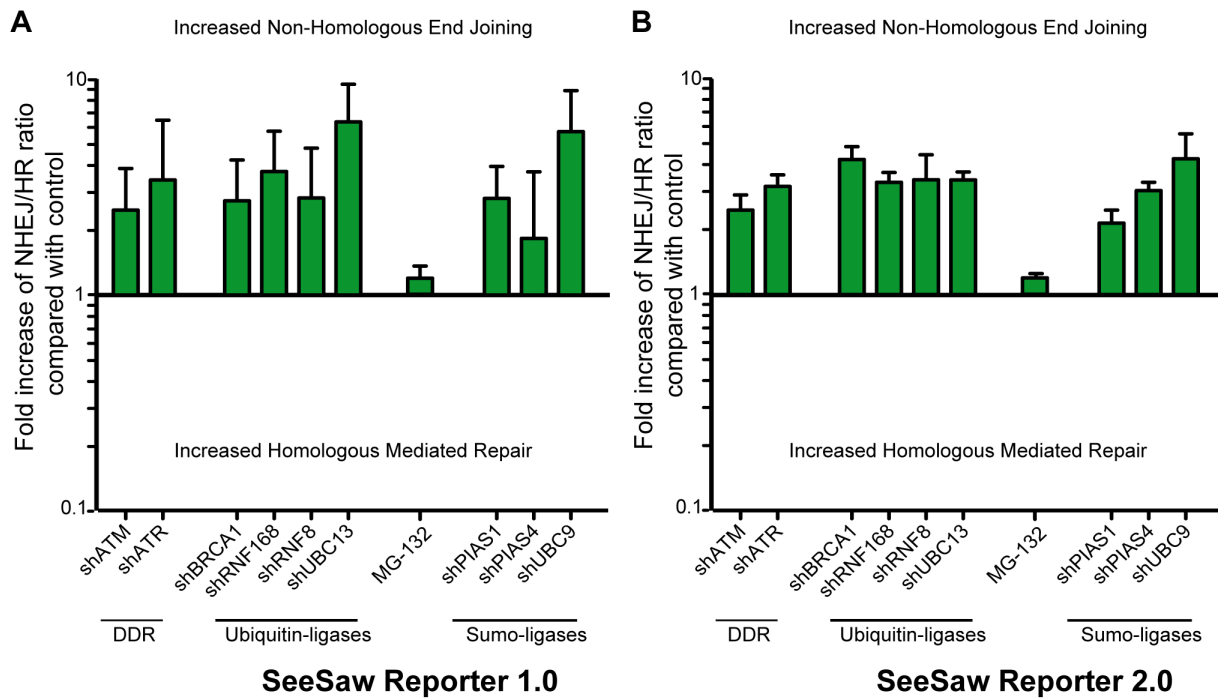 A
Increased Non-Homologous End Joining
Fold increase of NHEJ/HR ratio
compared with control
10
1
0.1
Increased Homologous Mediated Repair
shATM
shATR
shBRCA1
shRNF168
shRNF8
shUBC13
MG-132
shPIAS1
shPIAS4
shUBC9
DDR
Ubiquitin-ligases
Sumo-ligases
SeeSaw Reporter 1.0
B
Increased Non-Homologous End Joining
Fold increase of NHEJ/HR ratio
compared with control
10
1
0.1
Increased Homologous Mediated Repair
shATM
shATR
shBRCA1
shRNF168
shRNF8
shUBC13
MG-132
shPIAS1
shPIAS4
shUBC9
DDR
Ubiquitin-ligases
Sumo-ligases
SeeSaw Reporter 2.0